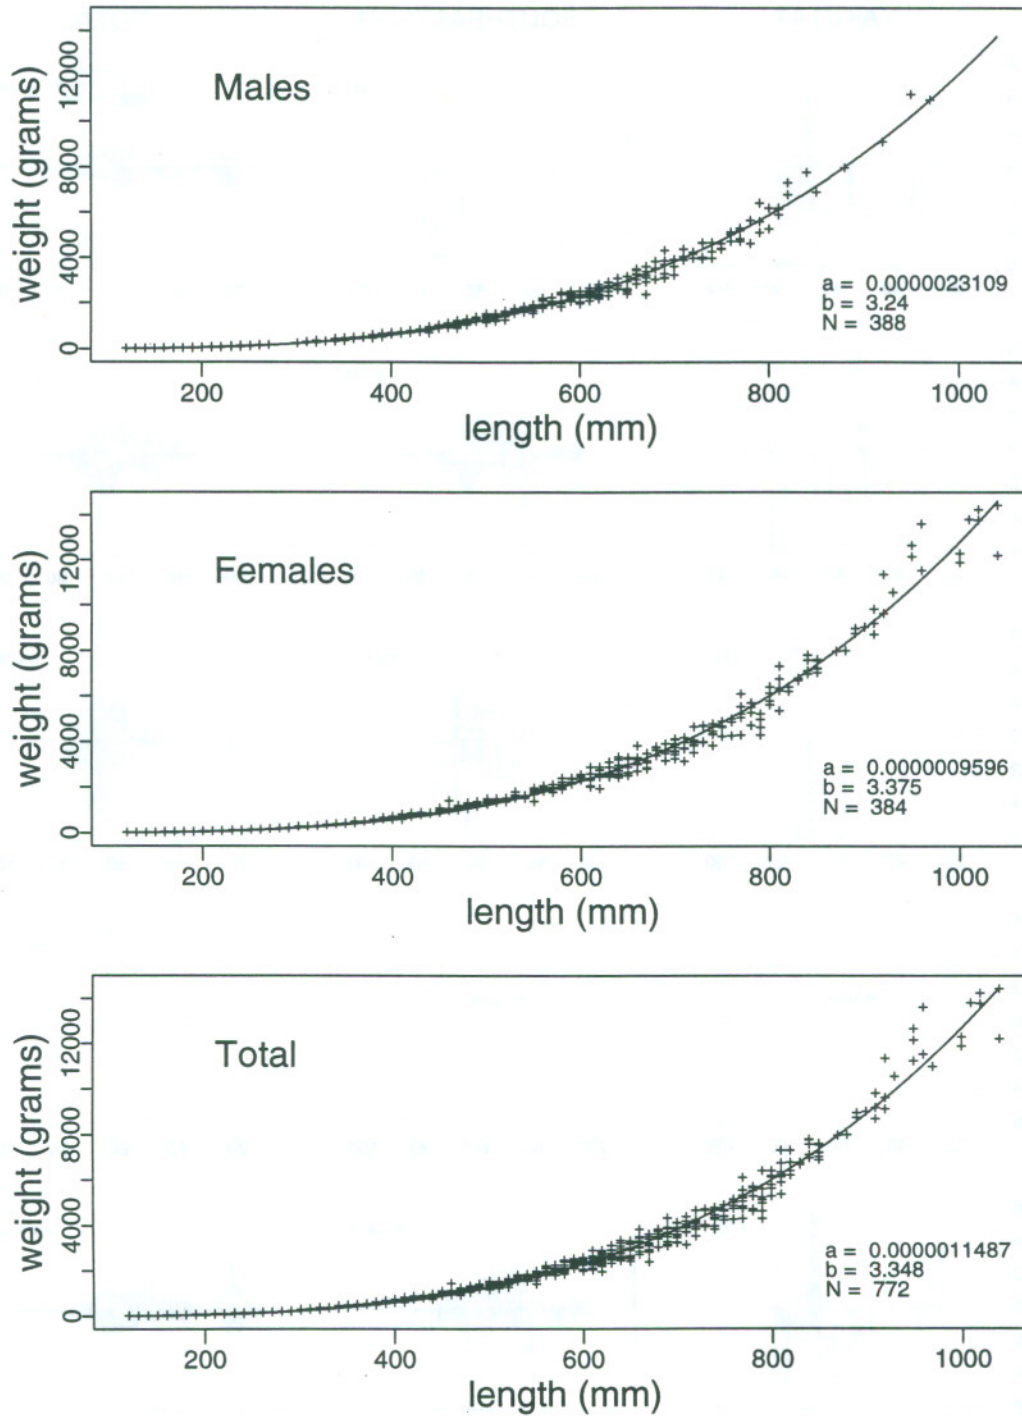 Males
weight (grams)
0 4000 8000 12000
a = 0.0000023109
b = 3.24
N = 388
200 400 600 800 1000
length (mm)
Females
weight (grams)
0 4000 8000 12000
a = 0.0000009596
b = 3.375
N = 384
200 400 600 800 1000
length (mm)
Total
weight (grams)
0 4000 8000 12000
a = 0.0000011487
b = 3.348
N = 772
200 400 600 800 1000
length (mm)